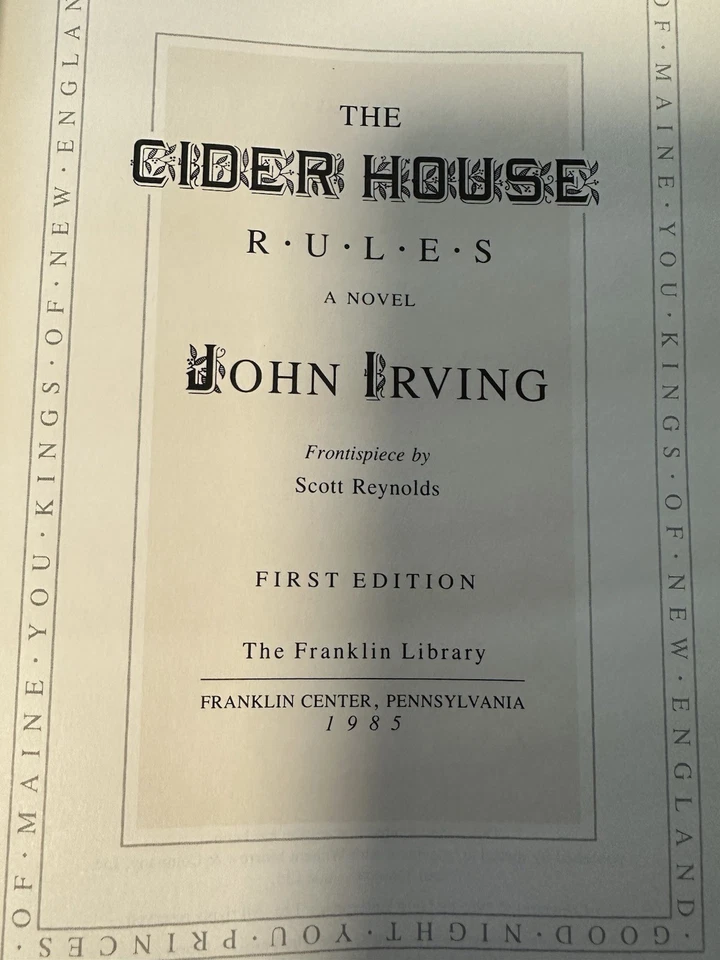 THE
CIDER HOUSE
R·U·L·E·S
A NOVEL
JOHN IRVING
Frontispiece by
Scott Reynolds
FIRST EDITION
The Franklin Library
FRANKLIN CENTER, PENNSYLVANIA
1985
OF · MAINE · YOU · KINGS · OF · NEW · ENGLAND ·
GOOD · NIGHT · YOU · PRINCES ·
OF · MAINE · YOU · KINGS · OF · NEW · ENGLAN